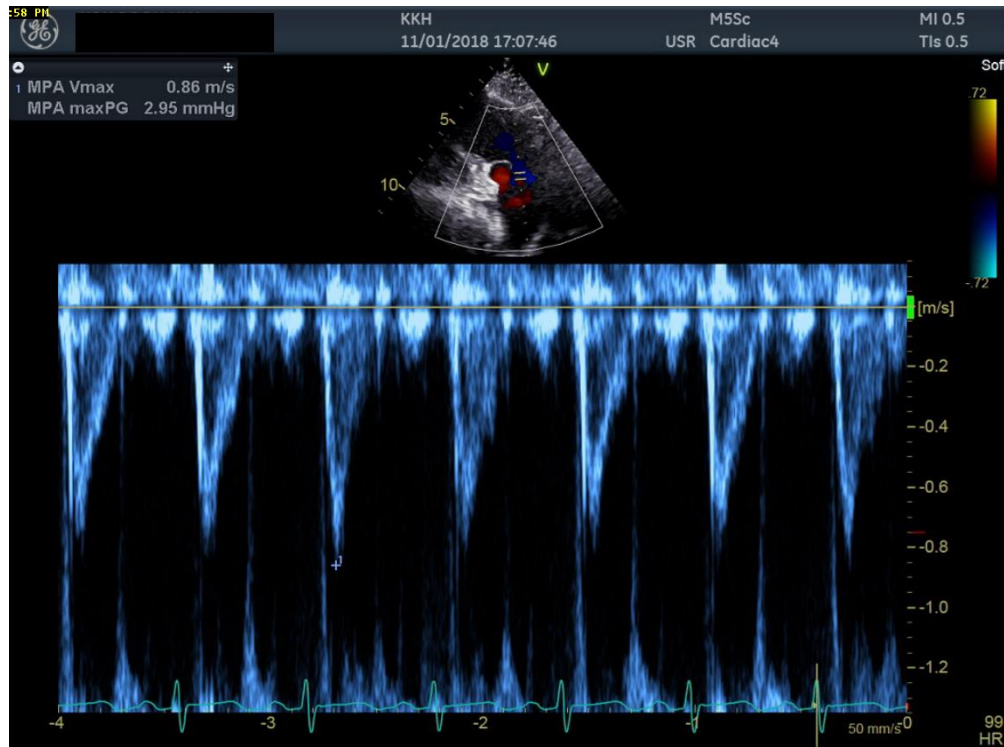 :58 PM
KKH M5Sc MI 0.5
11/01/2018 17:07:46 USR Cardiac4 TIs 0.5
Sof
1 MPA Vmax 0.86 m/s
MPA maxPG 2.95 mmHg
V
.72
5
10
-.72
[m/s]
-0.2
-0.4
-0.6
-0.8
1
-1.0
-1.2
-4 -3 -2 -1 -0
50 mm/s
99
HR